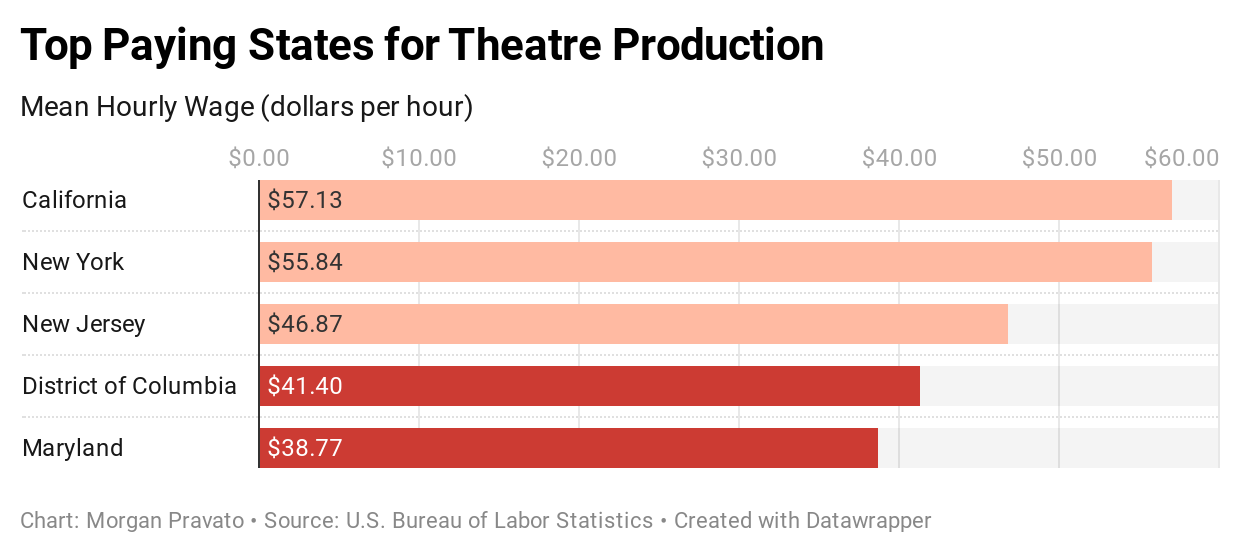 Top Paying States for Theatre Production
Mean Hourly Wage (dollars per hour)
$0.00 $10.00 $20.00 $30.00 $40.00 $50.00 $60.00
California $57.13
New York $55.84
New Jersey $46.87
District of Columbia $41.40
Maryland $38.77
Chart: Morgan Pravato • Source: U.S. Bureau of Labor Statistics • Created with Datawrapper